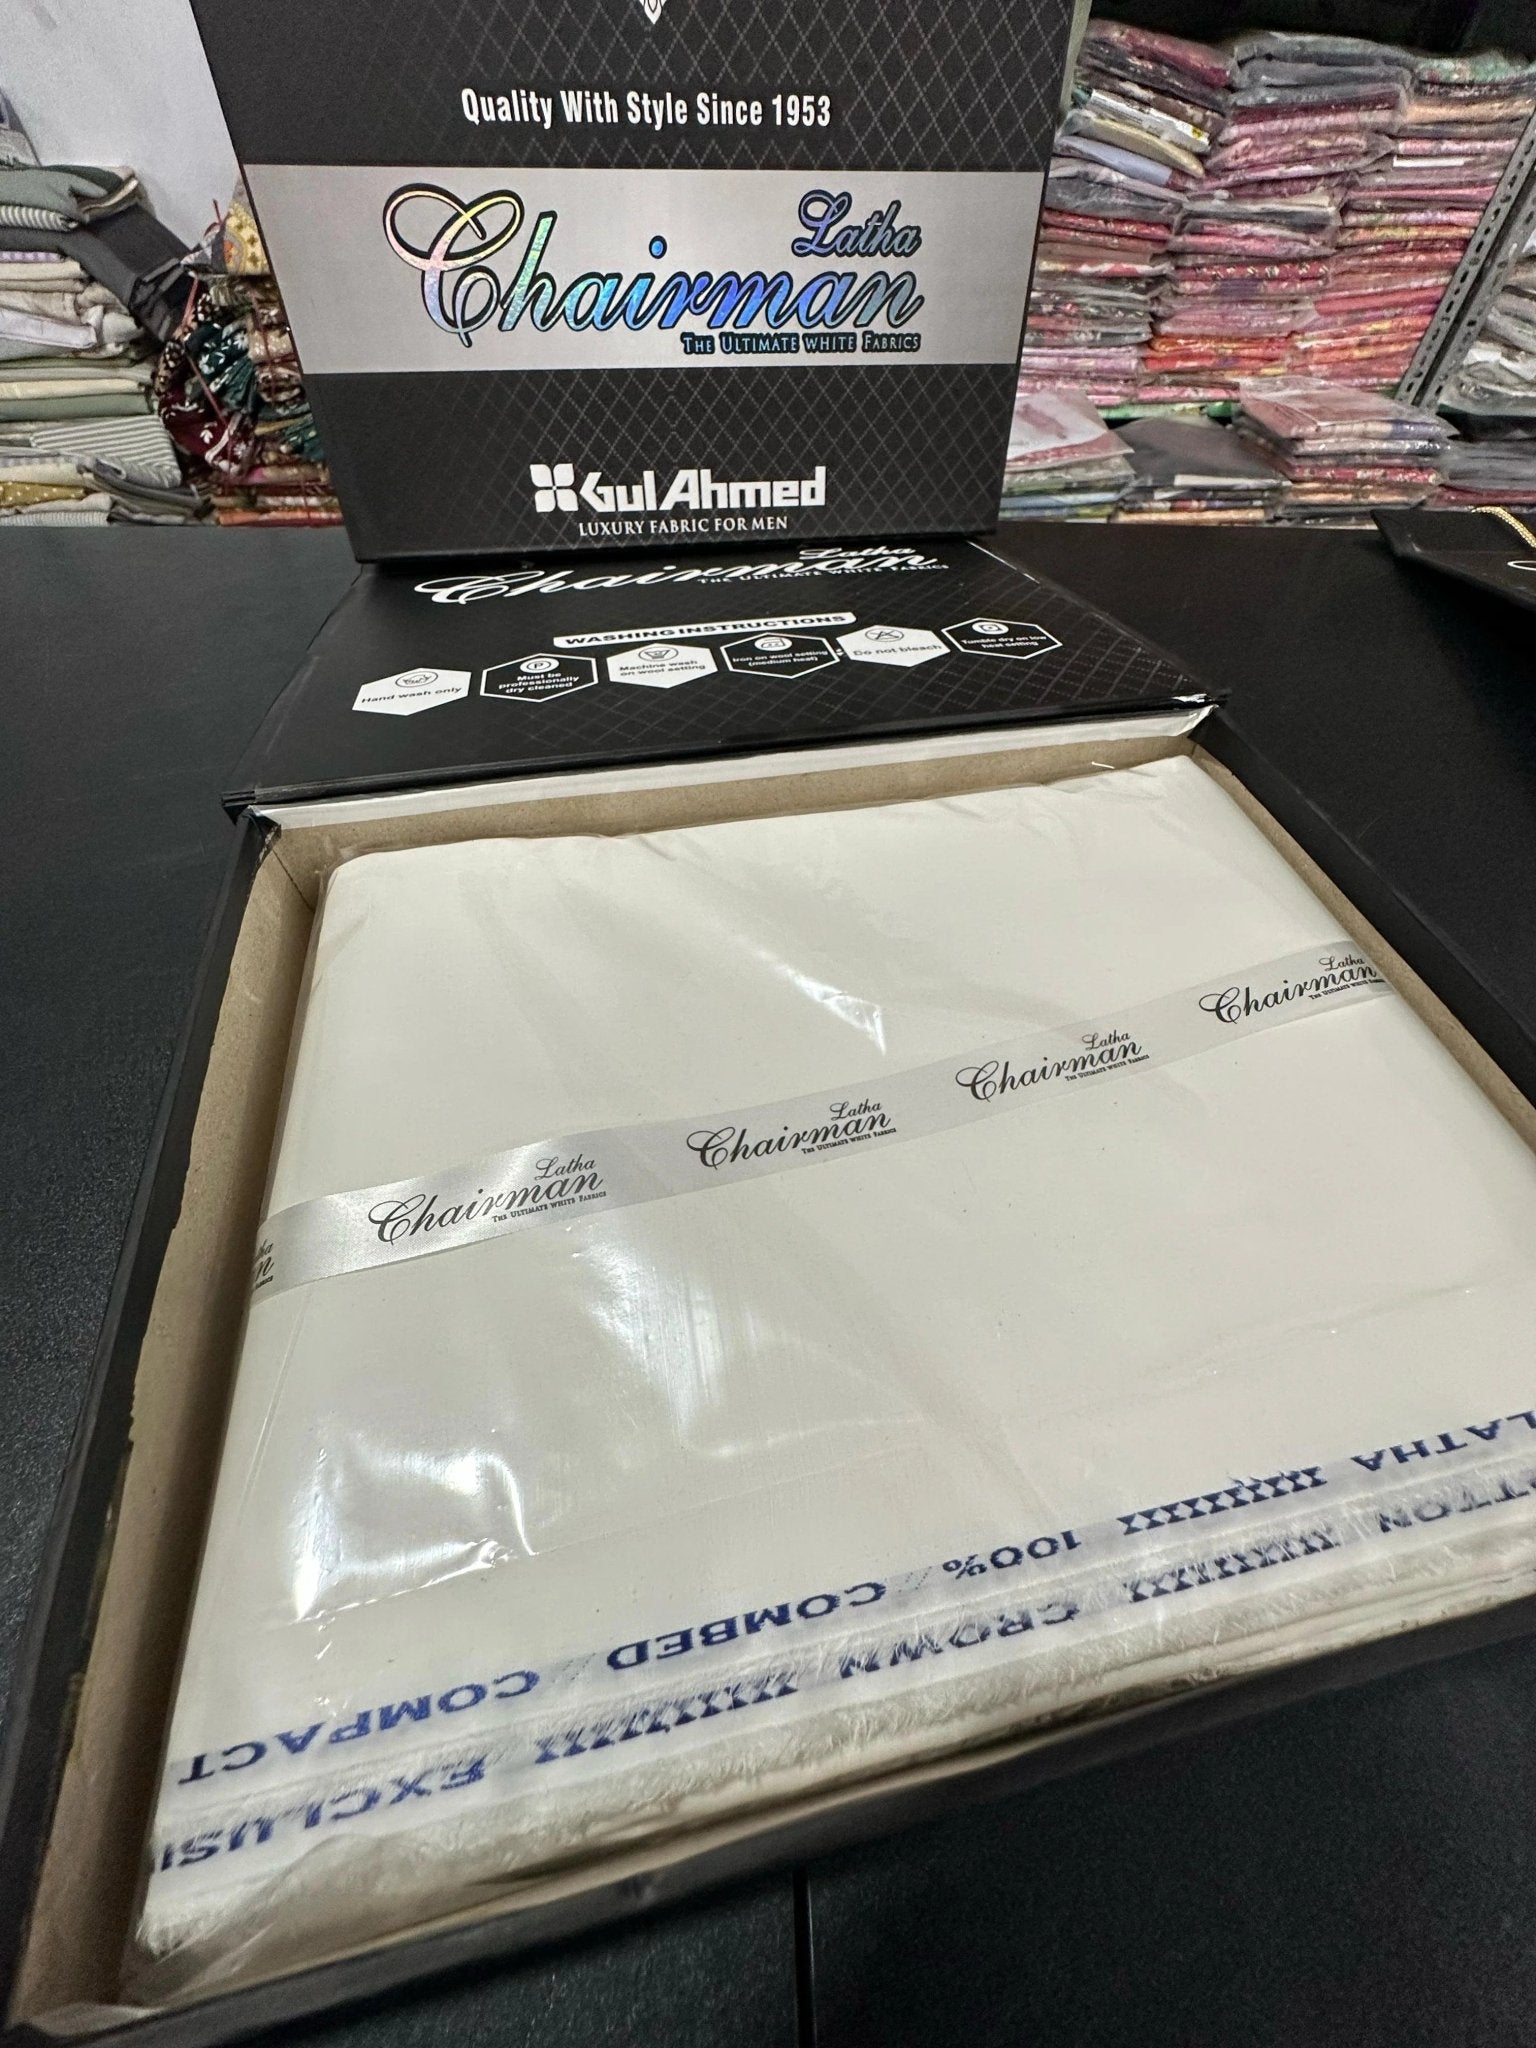 Quality With Style Since 1953
Latha
Chairman
THE ULTIMATE WHITE FABRICS
GulAhmed
LUXURY FABRIC FOR MEN
Latha
Chairman
THE ULTIMATE WHITE FABRICS
WASHING INSTRUCTIONS
Hand wash only
Must be
professionally
dry cleaned
Machine wash
on wool setting
Iron on wool setting
(medium heat)
Do not bleach
Tumble dry on low
heat setting
Latha
Chairman
THE ULTIMATE WHITE FABRICS
Latha
Chairman
THE ULTIMATE WHITE FABRICS
Latha
Chairman
THE ULTIMATE WHITE FABRICS
Latha
Chairman
THE ULTIMATE WHITE FABRICS
LATHA 100% COMBED COMPACT
CROWN